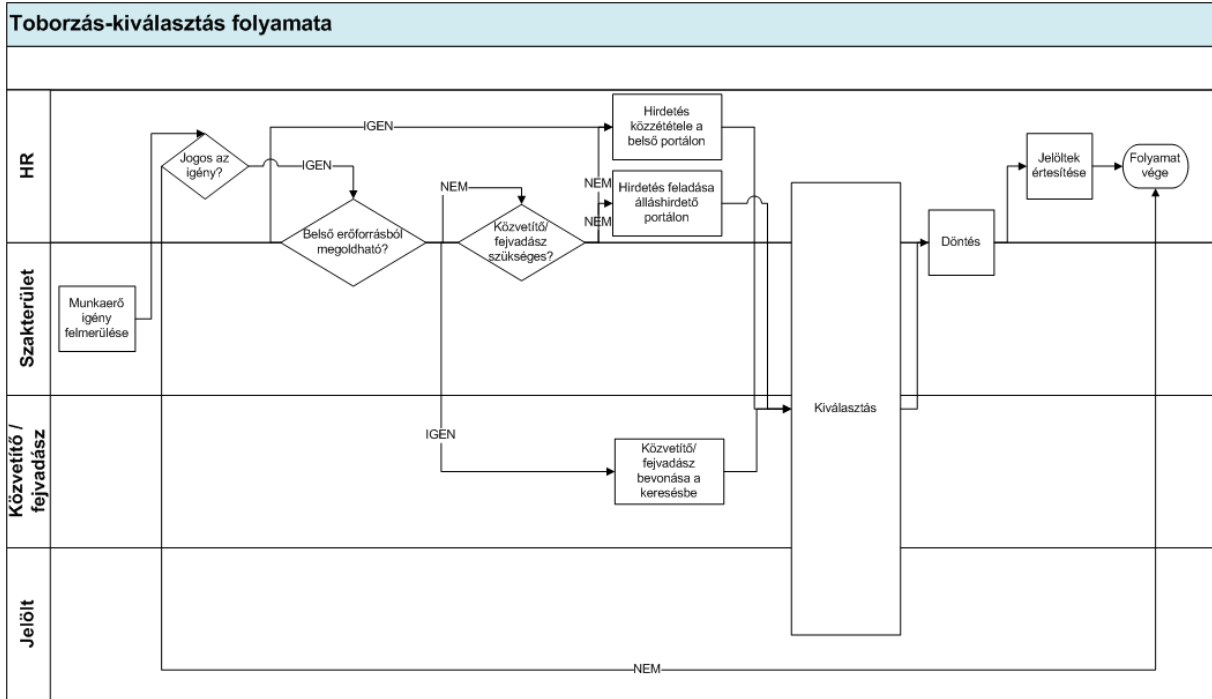 Toborzás-kiválasztás folyamata
HR
Jogos az
igény?
IGEN
IGEN
Belső erőforrásból
megoldható?
NEM
Közvetítő/
fejvadász
szükséges?
NEM
NEM
Hirdetés
közzététele a
belső portálon
Hirdetés feladása
álláshirdető
portálon
Jelöltek
értesítése
Folyamat
vége
Döntés
Szakterület
Munkaerő
igény
felmerülése
Közvetítő /
fejvadász
IGEN
Közvetítő/
fejvadász
bevonása a
keresésbe
Kiválasztás
Jelölt
NEM